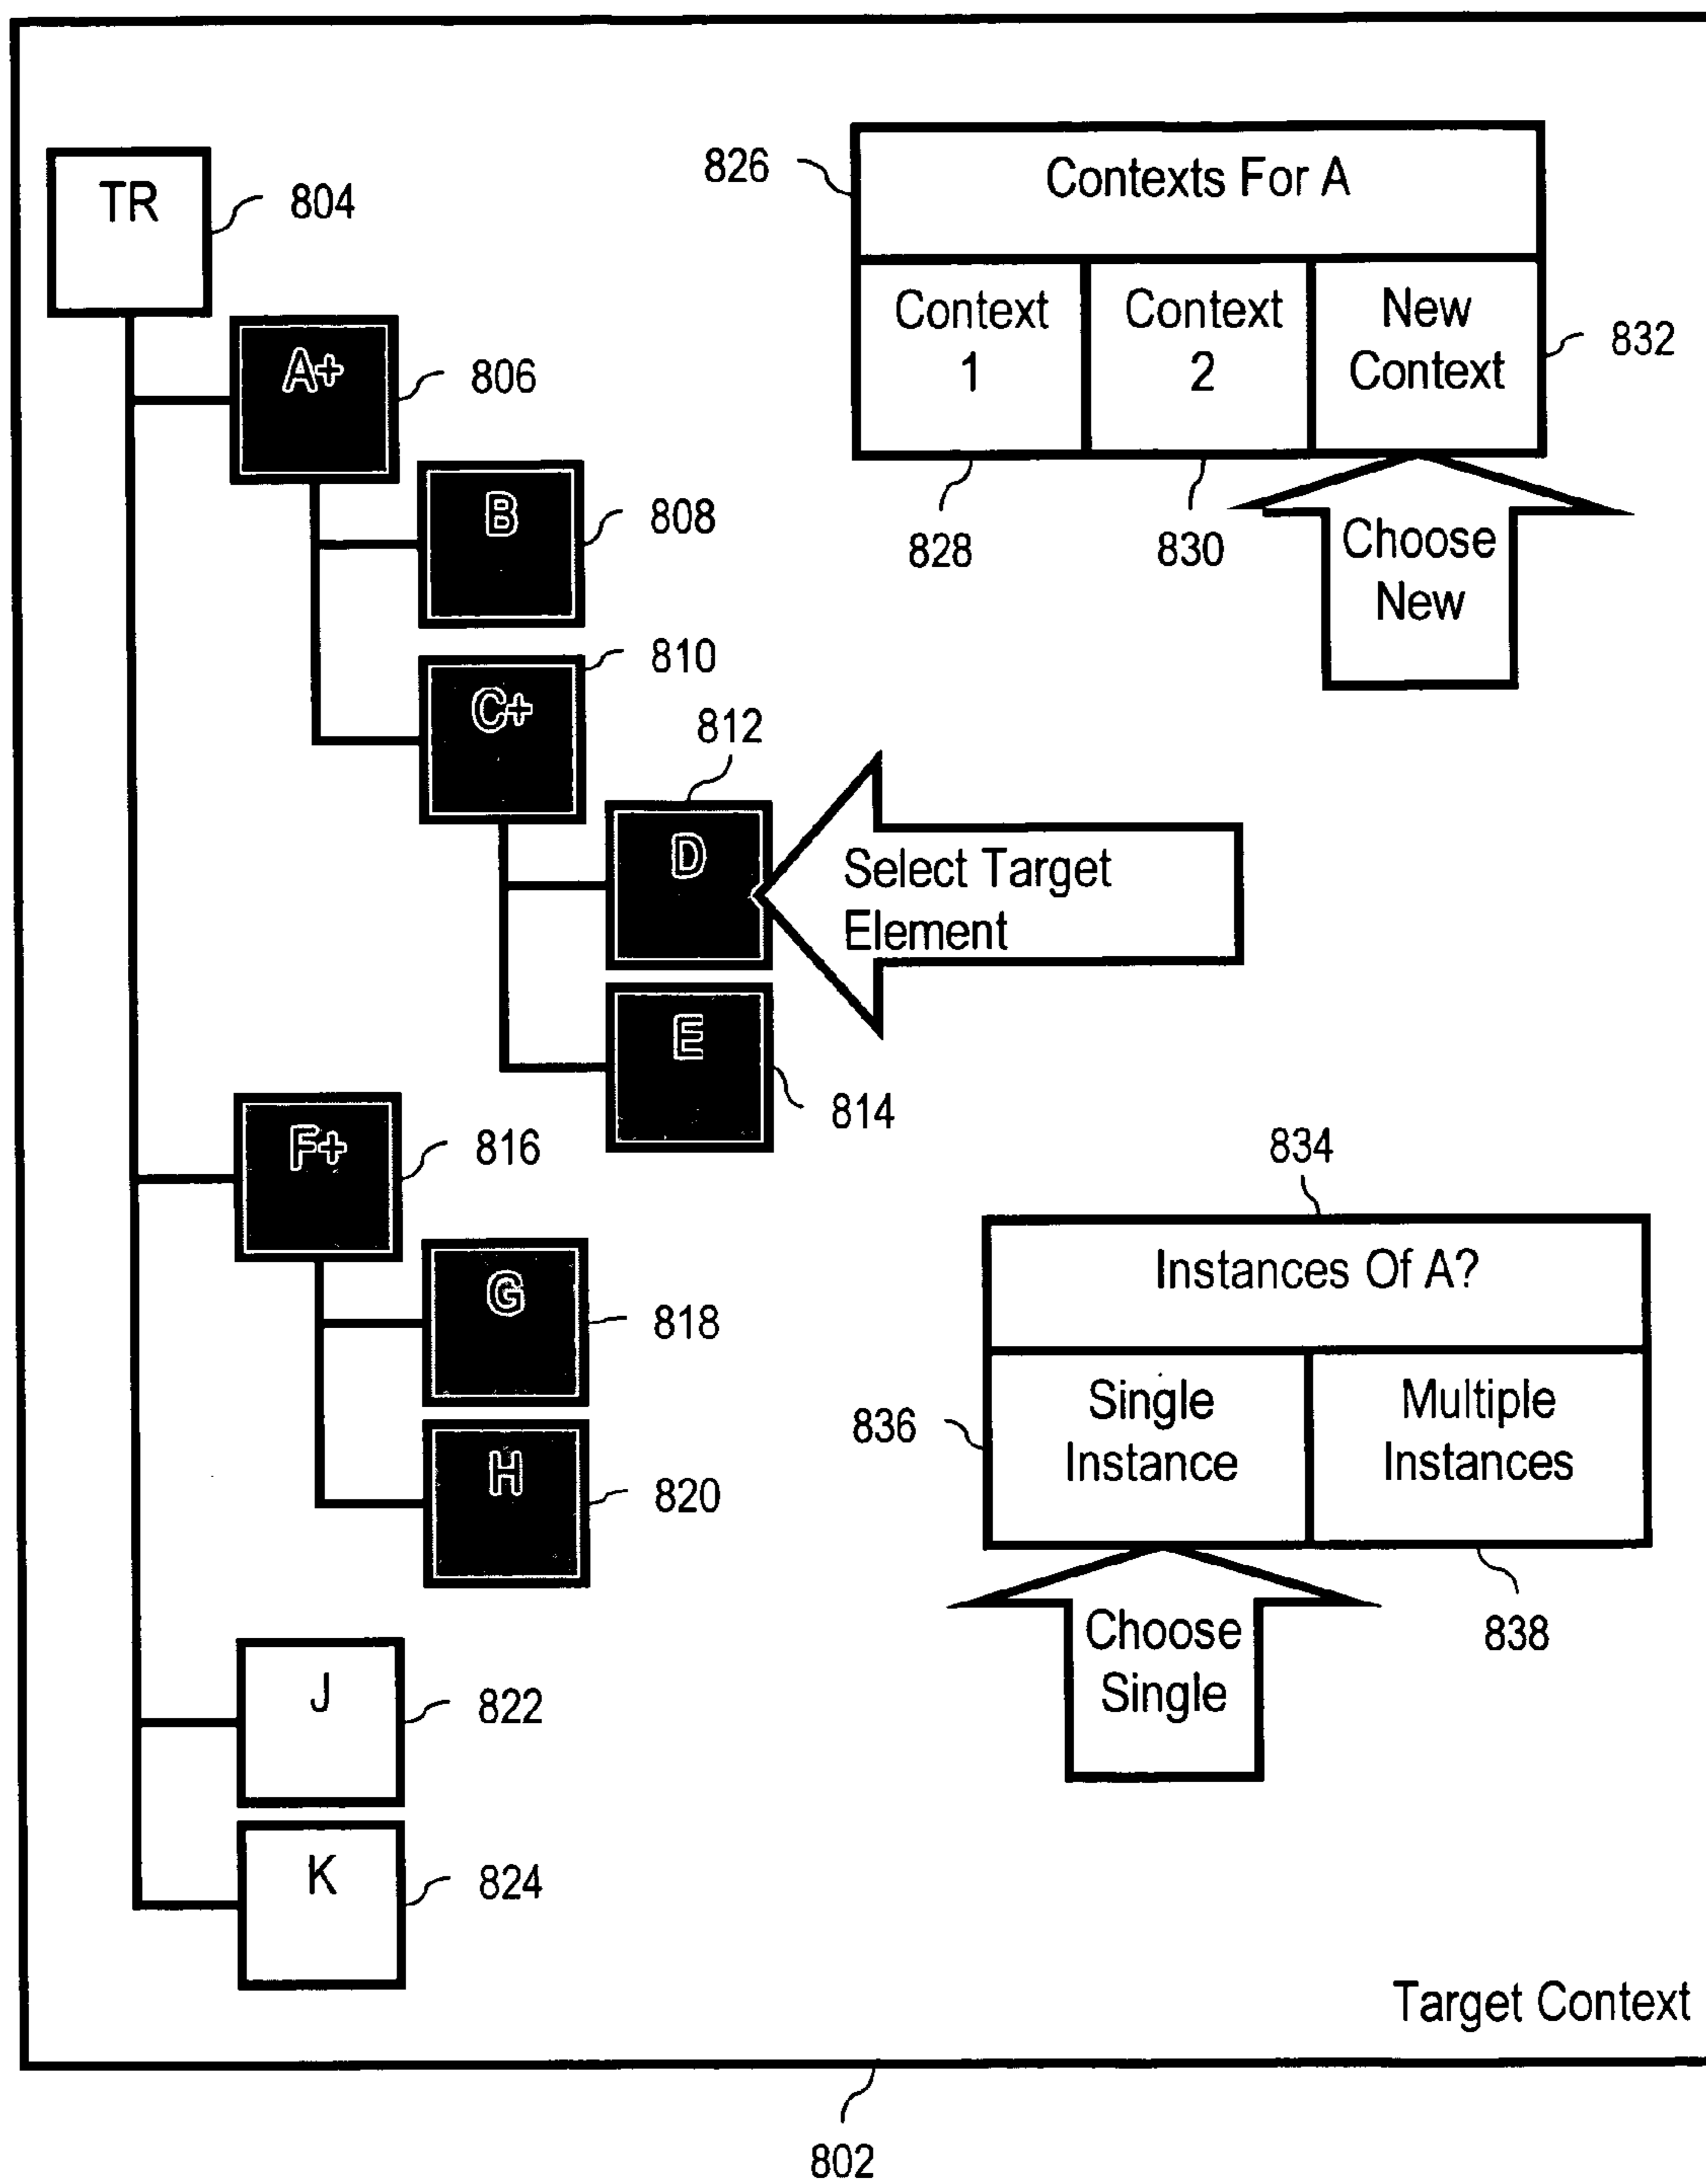 TR
804
A+
806
B
808
810
C+
812
D
Select Target
Element
E
814
F+
816
G
818
H
820
J
822
K
824
826
Contexts For A
Context
1
Context
2
New
Context
832
828
830
Choose
New
834
Instances Of A?
836
Single
Instance
Multiple
Instances
838
Choose
Single
Target Context
802